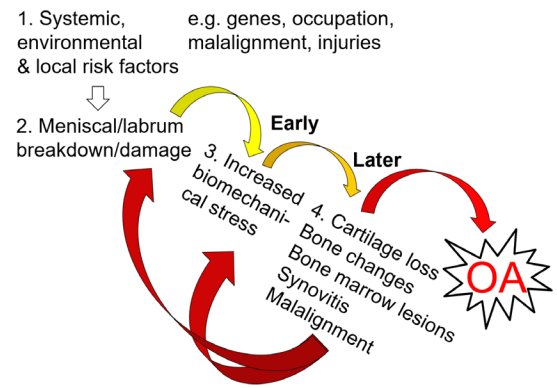 1. Systemic,
environmental
& local risk factors
e.g. genes, occupation,
malalignment, injuries
2. Meniscal/labrum
breakdown/damage
Early
3. Increased
biomechani-
cal stress
Later
4. Cartilage loss
Bone changes
Bone marrow lesions
Synovitis
Malalignment
OA